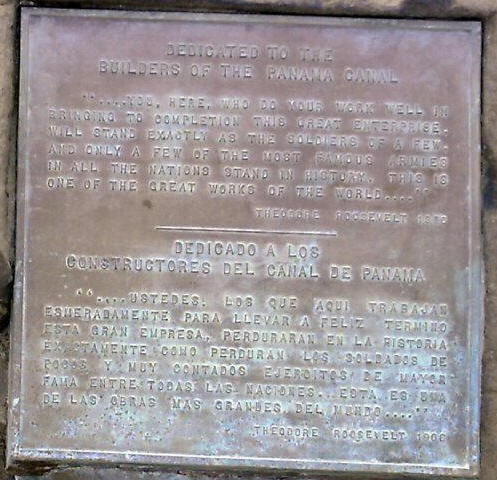 DEDICATED TO THE
BUILDERS OF THE PANAMA CANAL
"....YOU, HERE, WHO DO YOUR WORK WELL IN
BRINGING TO COMPLETION THIS GREAT ENTERPRISE.
WILL STAND EXACTLY AS THE SOLDIERS OF A FEW.
AND ONLY A FEW OF THE MOST FAMOUS ARMIES
IN ALL THE NATIONS STAND IN HISTORY. THIS IS
ONE OF THE GREAT WORKS OF THE WORLD...."
THEODORE ROOSEVELT
DEDICADO A LOS
CONSTRUCTORES DEL CANAL DE PANAMA
"....USTEDES, LOS QUE AQUI TRABAJAN
ESMERADAMENTE PARA LLEVAR A FELIZ TERMINO
ESTA GRAN EMPRESA, PERDURARAN EN LA HISTORIA
EXACTAMENTE COMO PERDURAN LOS SOLDADOS DE
POCOS Y MUY CONTADOS EJERCITOS DE MAYOR
FAMA ENTRE TODAS LAS NACIONES...ESTA ES UNA
DE LAS OBRAS MAS GRANDES DEL MUNDO...."
THEODORE ROOSEVELT 1906